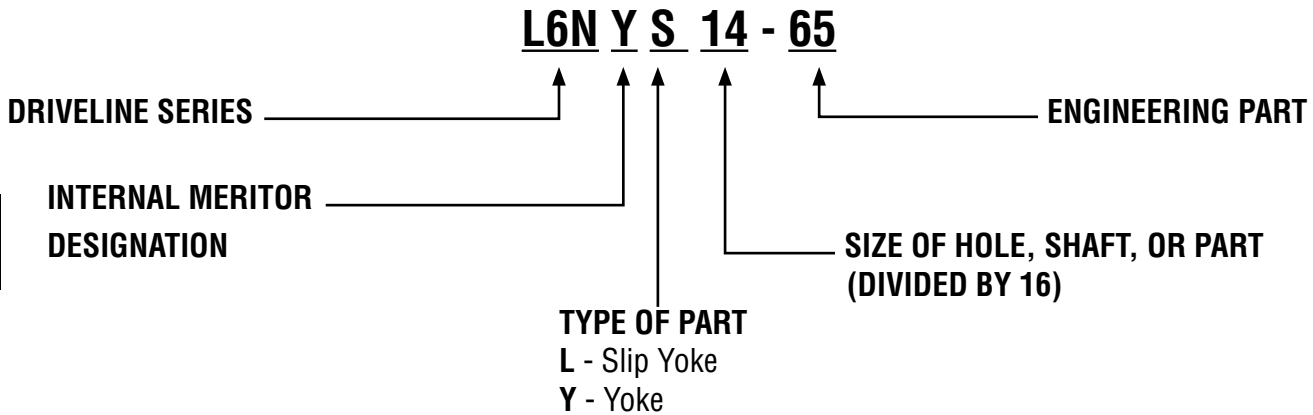 L6N Y S 14 - 65
DRIVELINE SERIES
ENGINEERING PART
INTERNAL MERITOR
DESIGNATION
SIZE OF HOLE, SHAFT, OR PART
(DIVIDED BY 16)
TYPE OF PART
L - Slip Yoke
Y - Yoke